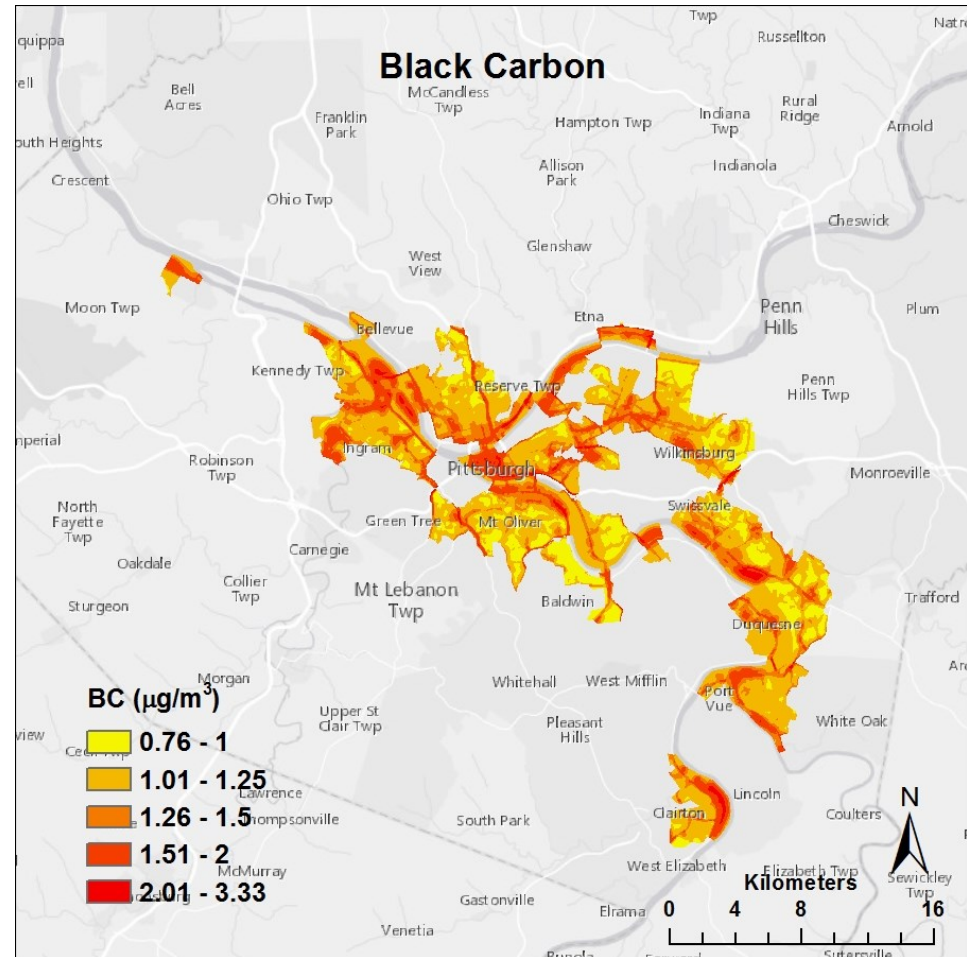 Twp
Natro
quippa
Russellton
Black Carbon
ell
Bell
Acres
McCandless
Twp
Rural
Ridge
Indiana
Twp
Franklin
Park
Hampton Twp
Arnold
outh Heights
Allison
Park
Indianola
Crescent
Ohio Twp
Cheswick
Glenshaw
West
View
Moon Twp
Penn
Hills
Plum
Etna
Bellevue
Kennedy Twp
Reserve Twp
Penn
Hills Twp
mperial
Ingram
Wilkinsburg
Robinson
Twp
Pittsburgh
Monroeville
North
Fayette
Twp
Swissvale
Green Tree
Mt Oliver
Carnegie
Oakdale
Collier
Twp
Mt Lebanon
Twp
Baldwin
Trafford
Sturgeon
Duquesne
Morgan
Whitehall
West Mifflin
Port
Vue
BC (µg/m³)
Upper St
Clair Twp
Pleasant
Hills
White Oak
view
0.76 - 1
1.01 - 1.25
Lawrence
Lincoln
N
1.26 - 1.5
Thompsonville
South Park
Clairton
Coulters
1.51 - 2
McMurray
West Elizabeth
Elizabeth Twp
Sewickley
Twp
2.01 - 3.33
Gastonville
Kilometers
Elrama
0 4 8 16
Venetia
Sutersville